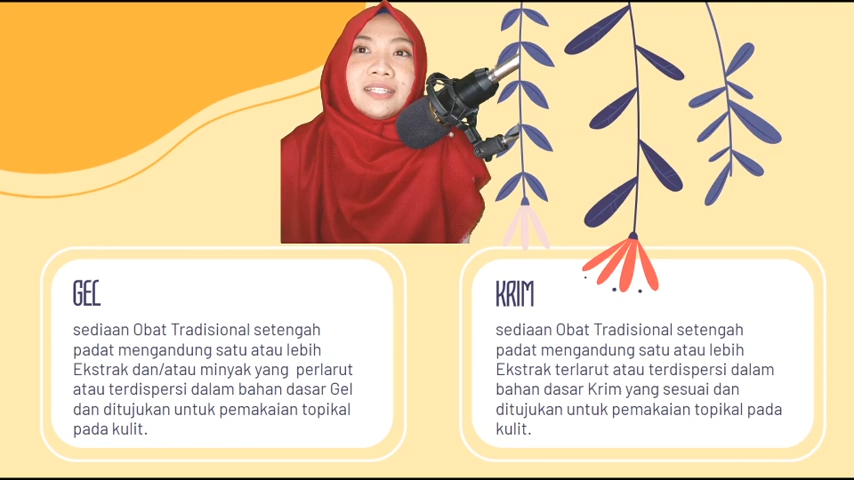 GEL
sediaan Obat Tradisional setengah
padat mengandung satu atau lebih
Ekstrak dan/atau minyak yang perlarut
atau terdispersi dalam bahan dasar Gel
dan ditujukan untuk pemakaian topikal
pada kulit.
KRIM
sediaan Obat Tradisional setengah
padat mengandung satu atau lebih
Ekstrak terlarut atau terdispersi dalam
bahan dasar Krim yang sesuai dan
ditujukan untuk pemakaian topikal pada
kulit.